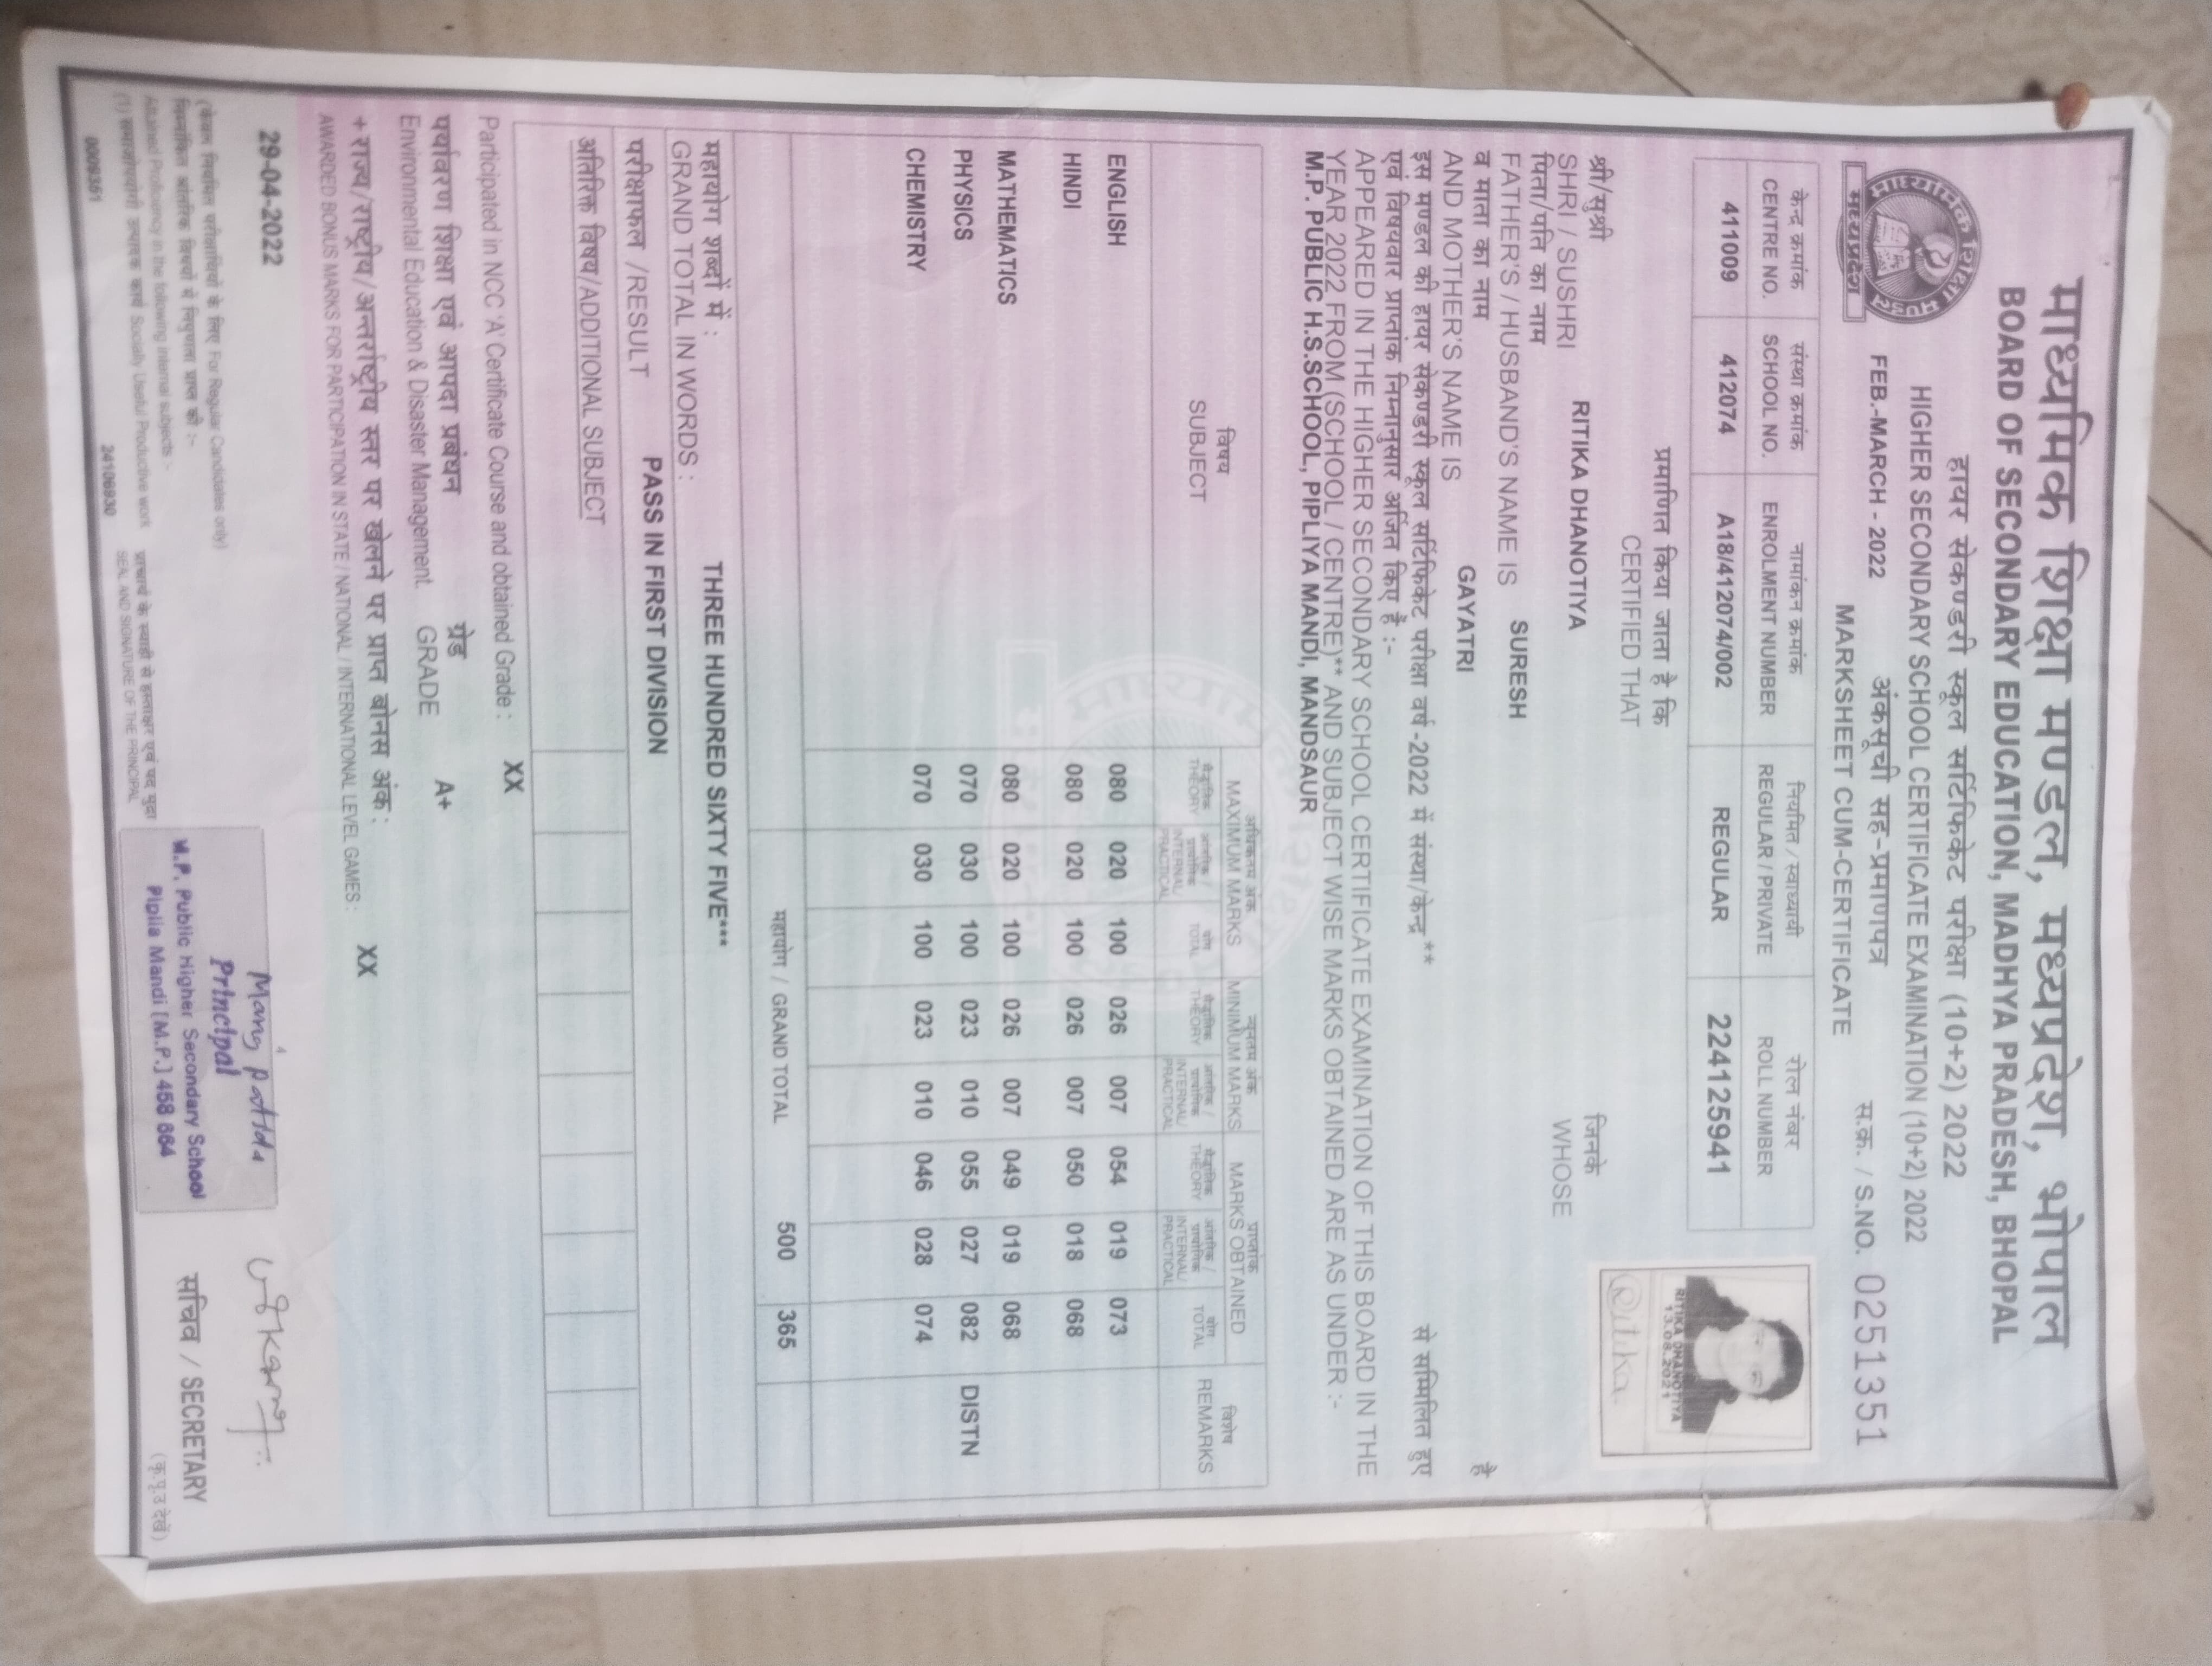 माध्यमिक शिक्षा मण्डल, मध्यप्रदेश, भोपाल
BOARD OF SECONDARY EDUCATION, MADHYA PRADESH, BHOPAL
माध्यमिक शिक्षा मण्डल
मध्यप्रदेश
हायर सेकण्डरी स्कूल सर्टिफिकेट परीक्षा (10+2) 2022
HIGHER SECONDARY SCHOOL CERTIFICATE EXAMINATION (10+2) 2022
FEB.-MARCH - 2022 अंकसूची सह-प्रमाणपत्र स.क्र. / S.NO. 0251351
MARKSHEET CUM-CERTIFICATE
केन्द्र क्रमांक संस्था क्रमांक नामांकन क्रमांक नियमित / स्वाध्यायी रोल नंबर
CENTRE NO. SCHOOL NO. ENROLMENT NUMBER REGULAR / PRIVATE ROLL NUMBER
411009 412074 A18/412074/002 REGULAR 224125941
RITIKA DHANOTIYA
13.08.2021
Ritika
प्रमाणित किया जाता है कि
CERTIFIED THAT
श्री/सुश्री जिनके
SHRI / SUSHRI RITIKA DHANOTIYA WHOSE
पिता/पति का नाम
FATHER'S / HUSBAND'S NAME IS SURESH
व माता का नाम है
AND MOTHER'S NAME IS GAYATRI
इस मण्डल की हायर सेकण्डरी स्कूल सर्टिफिकेट परीक्षा वर्ष -2022 में संस्था/केन्द्र ** से सम्मिलित हुए
एवं विषयवार प्राप्तांक निम्नानुसार अर्जित किए है :-
APPEARED IN THE HIGHER SECONDARY SCHOOL CERTIFICATE EXAMINATION OF THIS BOARD IN THE
YEAR 2022 FROM (SCHOOL / CENTRE)** AND SUBJECT WISE MARKS OBTAINED ARE AS UNDER :-
M.P. PUBLIC H.S.SCHOOL, PIPLIYA MANDI, MANDSAUR
विषय अधिकतम अंक न्यूनतम अंक प्राप्तांक विशेष
SUBJECT MAXIMUM MARKS MINIMUM MARKS MARKS OBTAINED REMARKS
सैद्धांतिक आंतरिक / प्रायोगिक योग सैद्धांतिक आंतरिक / प्रायोगिक सैद्धांतिक आंतरिक / प्रायोगिक योग
THEORY INTERNAL/ PRACTICAL TOTAL THEORY INTERNAL/ PRACTICAL THEORY INTERNAL/ PRACTICAL TOTAL
ENGLISH 080 020 100 026 007 054 019 073
HINDI 080 020 100 026 007 050 018 068
MATHEMATICS 080 020 100 026 007 049 019 068
PHYSICS 070 030 100 023 010 055 027 082 DISTN
CHEMISTRY 070 030 100 023 010 046 028 074
महायोग / GRAND TOTAL 500 365
महायोग शब्दों में :
GRAND TOTAL IN WORDS : THREE HUNDRED SIXTY FIVE***
परीक्षाफल /RESULT PASS IN FIRST DIVISION
अतिरिक्त विषय/ADDITIONAL SUBJECT
Participated in NCC 'A' Certificate Course and obtained Grade : XX
पर्यावरण शिक्षा एवं आपदा प्रबंधन ग्रेड
Environmental Education & Disaster Management. GRADE A+
+ राज्य/राष्ट्रीय/अन्तर्राष्ट्रीय स्तर पर खेलने पर प्राप्त बोनस अंक : XX
AWARDED BONUS MARKS FOR PARTICIPATION IN STATE / NATIONAL / INTERNATIONAL LEVEL GAMES :
29-04-2022
(केवल नियमित परीक्षार्थियों के लिए For Regular Candidates only)
निम्नांकित आंतरिक विषयों में निपुणता प्राप्त की :-
Attained Proficiency in the following internal subjects :-
(1) समाजोपयोगी उत्पादक कार्य Socially Useful Productive work
0009351 24106930
प्राचार्य के स्याही से हस्ताक्षर एवं पद मुद्रा
SEAL AND SIGNATURE OF THE PRINCIPAL
Principal
M.P. Public Higher Secondary School
Piplia Mandi [M.P.] 458 664
सचिव / SECRETARY
(कृ.पृ.उ देखें)